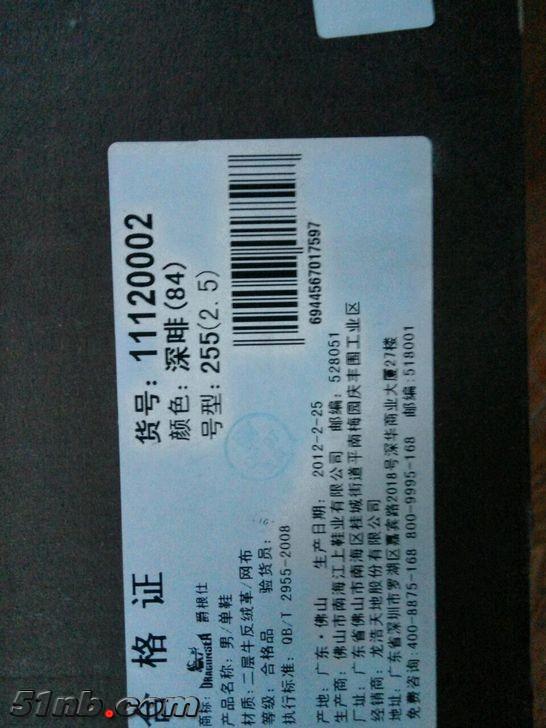 合格证
货号: 11120002
颜色: 深啡(84)
号型: 255(2.5)
6944567017597
商标: DRAGONSEA 爵根仕
产品名称: 男/单鞋
材质: 二层牛反绒革/网布
等级: 合格品 验货员:
执行标准: QB/T 2955-2008
产地: 广东·佛山 生产日期: 2012-2-25
生产商: 佛山市南海江上鞋业有限公司 邮编: 528051
厂址: 广东省佛山市南海区桂城街道平南梅园庆丰围工业区
经销商: 龙浩天地股份有限公司
地址: 广东省深圳市罗湖区嘉宾路2018号深华商业大厦27楼
免费咨询:400-8875-168 800-9995-168 邮编:518001
51nb.com